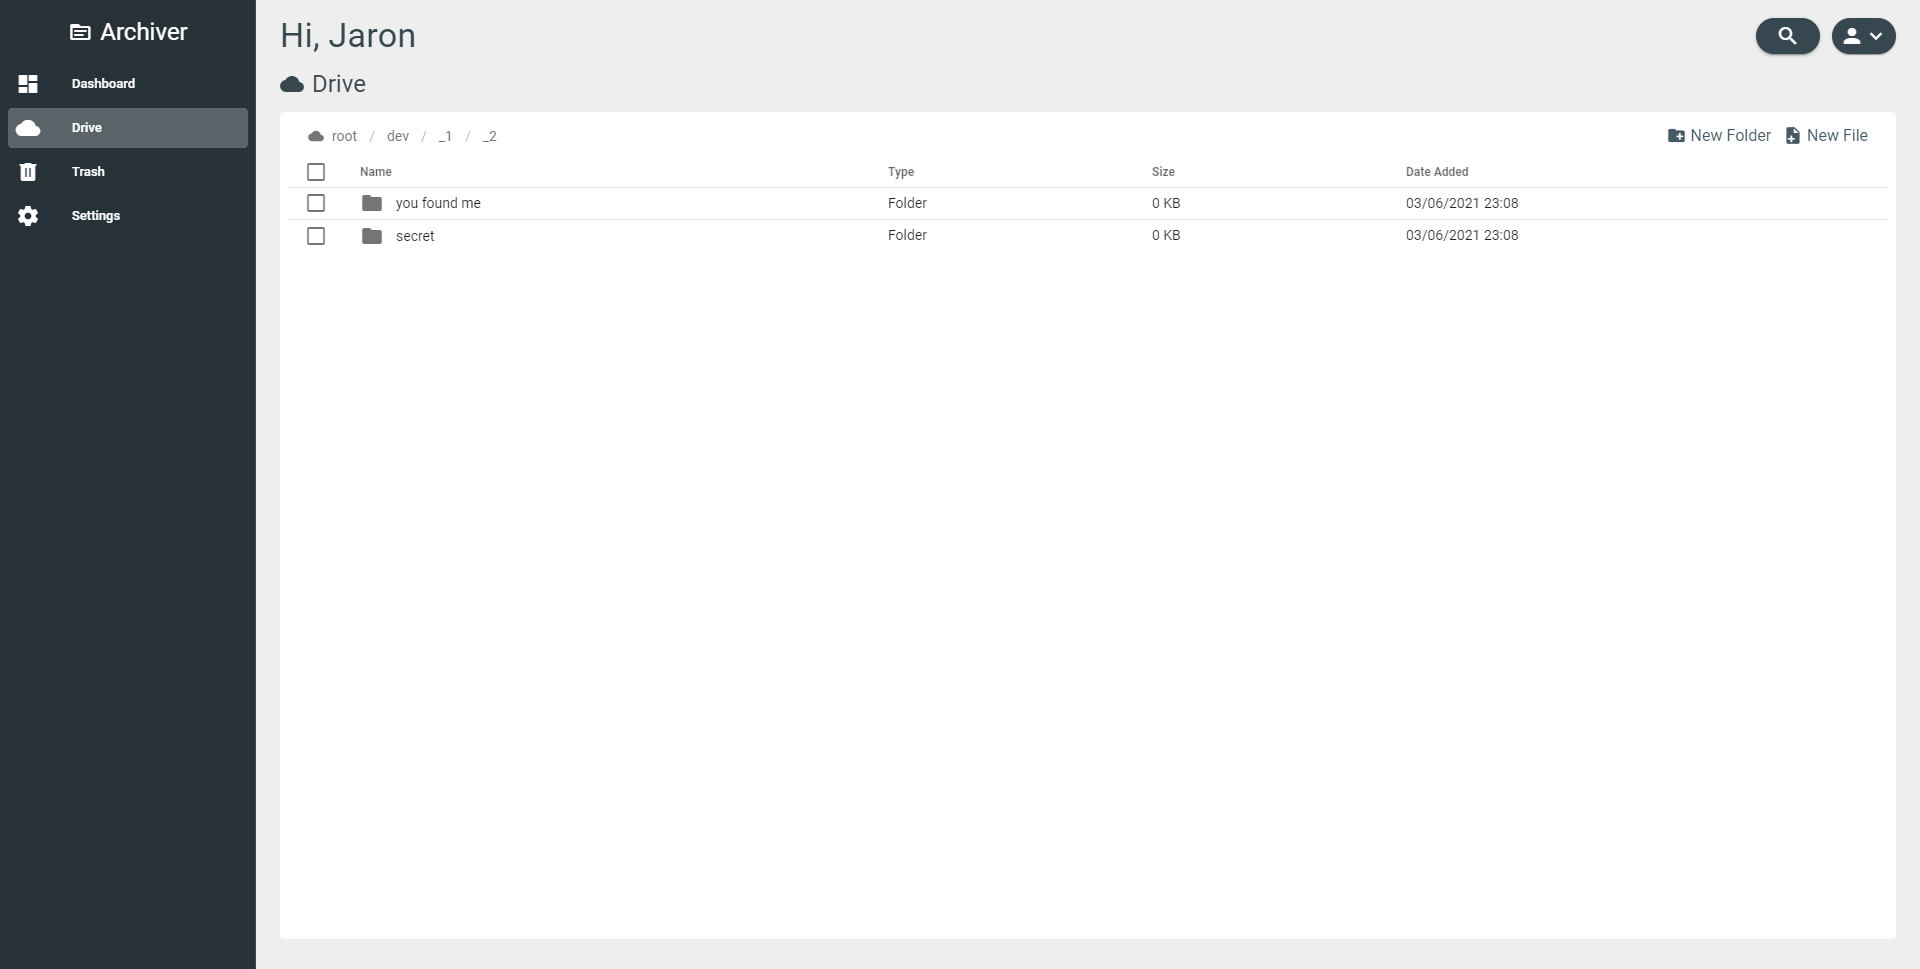 Archiver
Dashboard
Drive
Trash
Settings
Hi, Jaron
Drive
root / dev / _1 / _2
New Folder New File
Name Type Size Date Added
you found me Folder 0 KB 03/06/2021 23:08
secret Folder 0 KB 03/06/2021 23:08